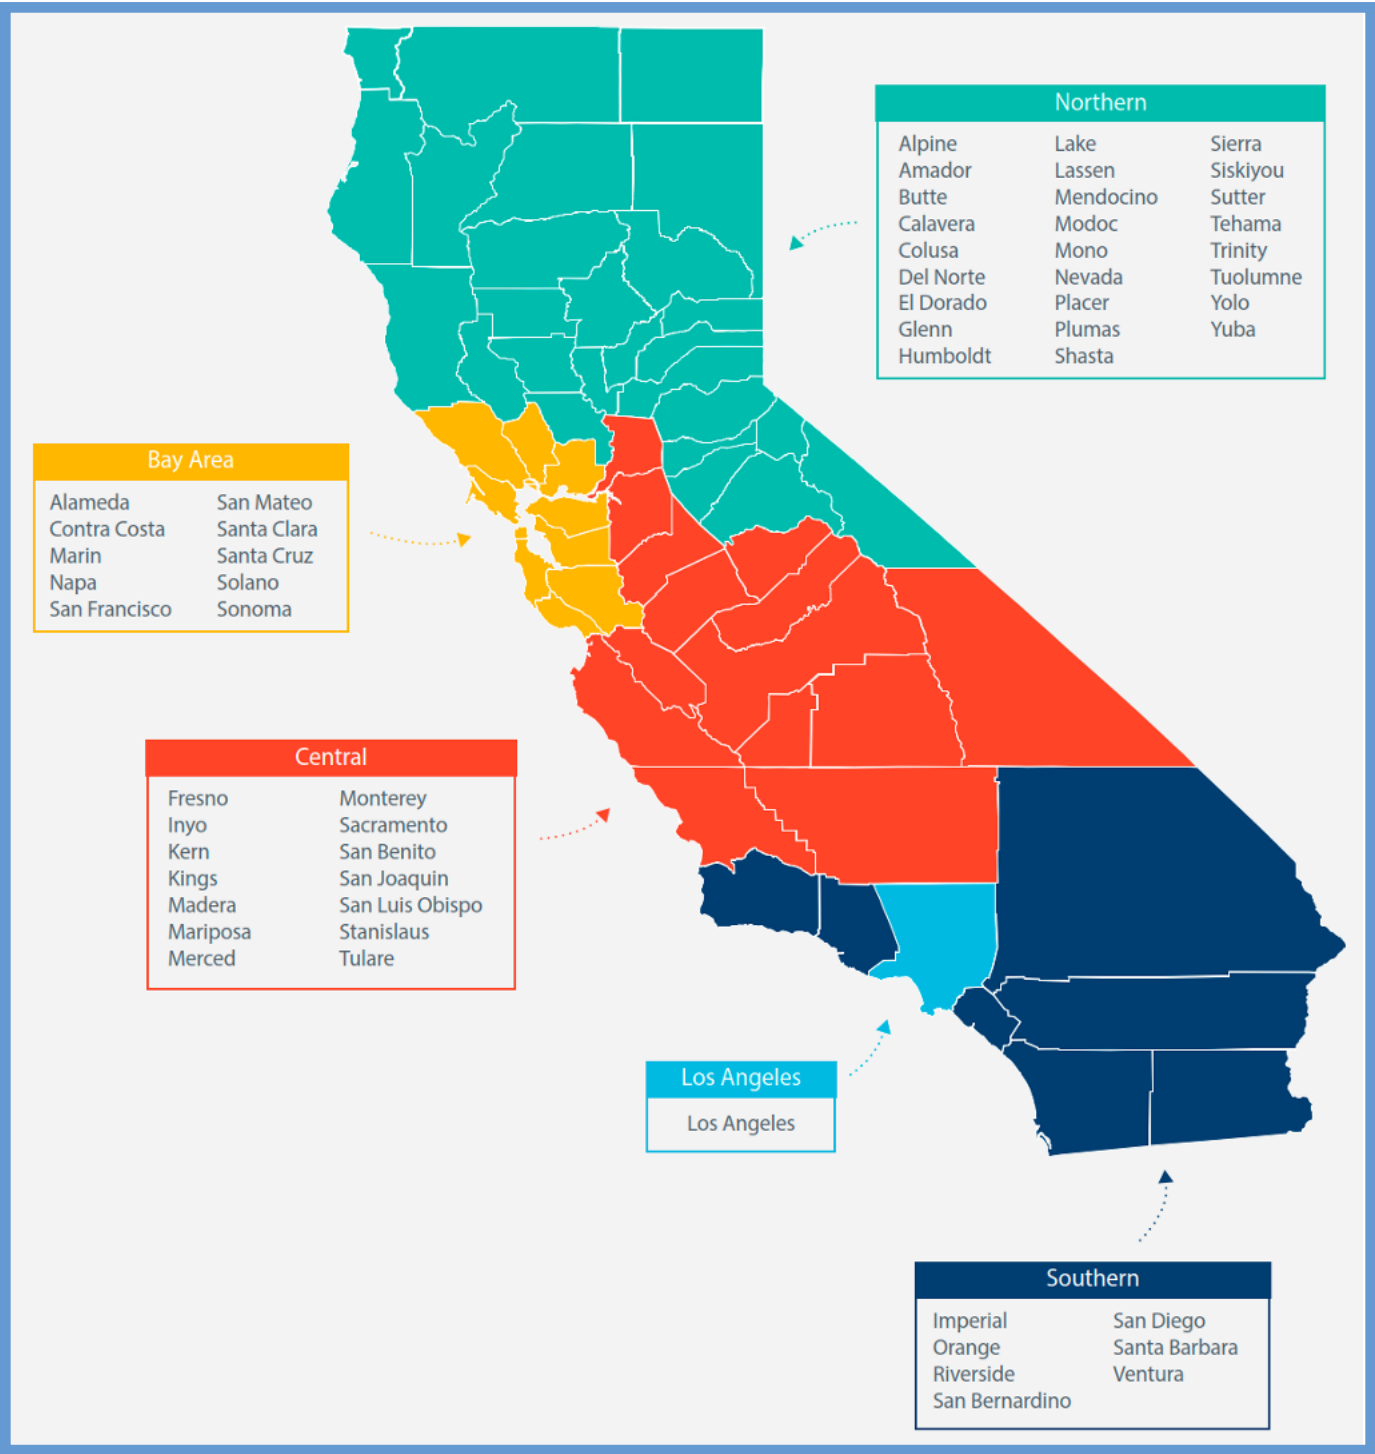 Northern
Alpine Lake Sierra
Amador Lassen Siskiyou
Butte Mendocino Sutter
Calavera Modoc Tehama
Colusa Mono Trinity
Del Norte Nevada Tuolumne
El Dorado Placer Yolo
Glenn Plumas Yuba
Humboldt Shasta
Bay Area
Alameda San Mateo
Contra Costa Santa Clara
Marin Santa Cruz
Napa Solano
San Francisco Sonoma
Central
Fresno Monterey
Inyo Sacramento
Kern San Benito
Kings San Joaquin
Madera San Luis Obispo
Mariposa Stanislaus
Merced Tulare
Los Angeles
Los Angeles
Southern
Imperial San Diego
Orange Santa Barbara
Riverside Ventura
San Bernardino